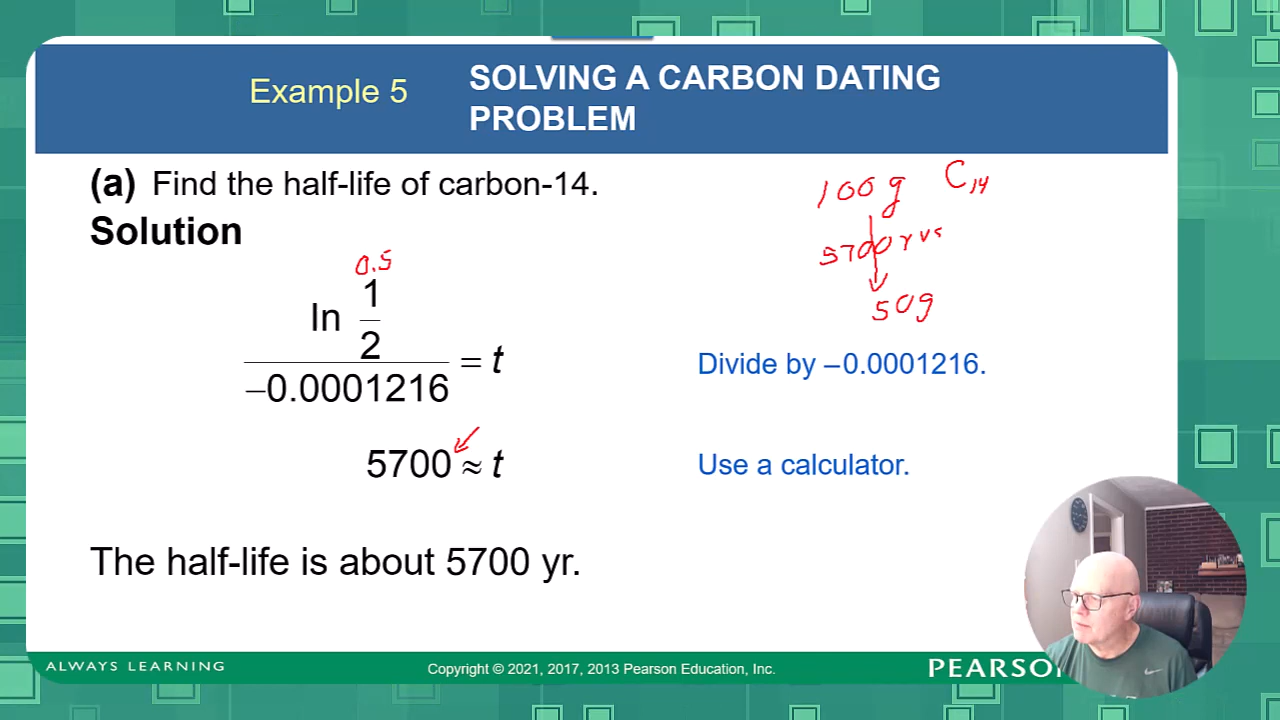 Example 5
SOLVING A CARBON DATING
PROBLEM
(a) Find the half-life of carbon-14.
Solution
0.5
ln 1/2
−0.0001216
= t
5700 ≈ t
100g C14
5700 yrs
50g
Divide by −0.0001216.
Use a calculator.
The half-life is about 5700 yr.
ALWAYS LEARNING
Copyright © 2021, 2017, 2013 Pearson Education, Inc.
PEARSON